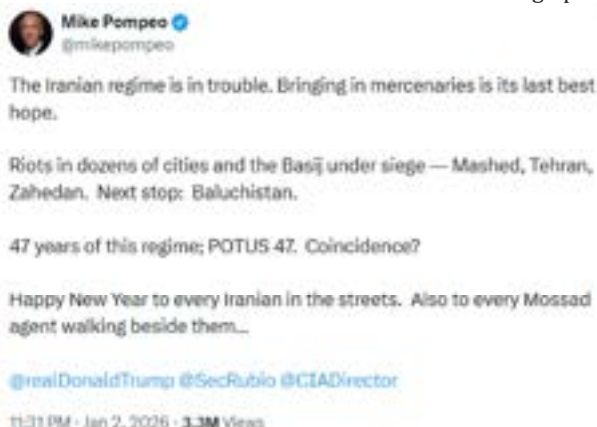 Mike Pompeo
@mikepompeo
The Iranian regime is in trouble. Bringing in mercenaries is its last best
hope.
Riots in dozens of cities and the Basij under siege — Mashed, Tehran,
Zahedan. Next stop: Baluchistan.
47 years of this regime; POTUS 47. Coincidence?
Happy New Year to every Iranian in the streets. Also to every Mossad
agent walking beside them...
@realDonaldTrump @SecRubio @CIADirector
11:31 PM · Jan 2, 2026 · 3.3M Views